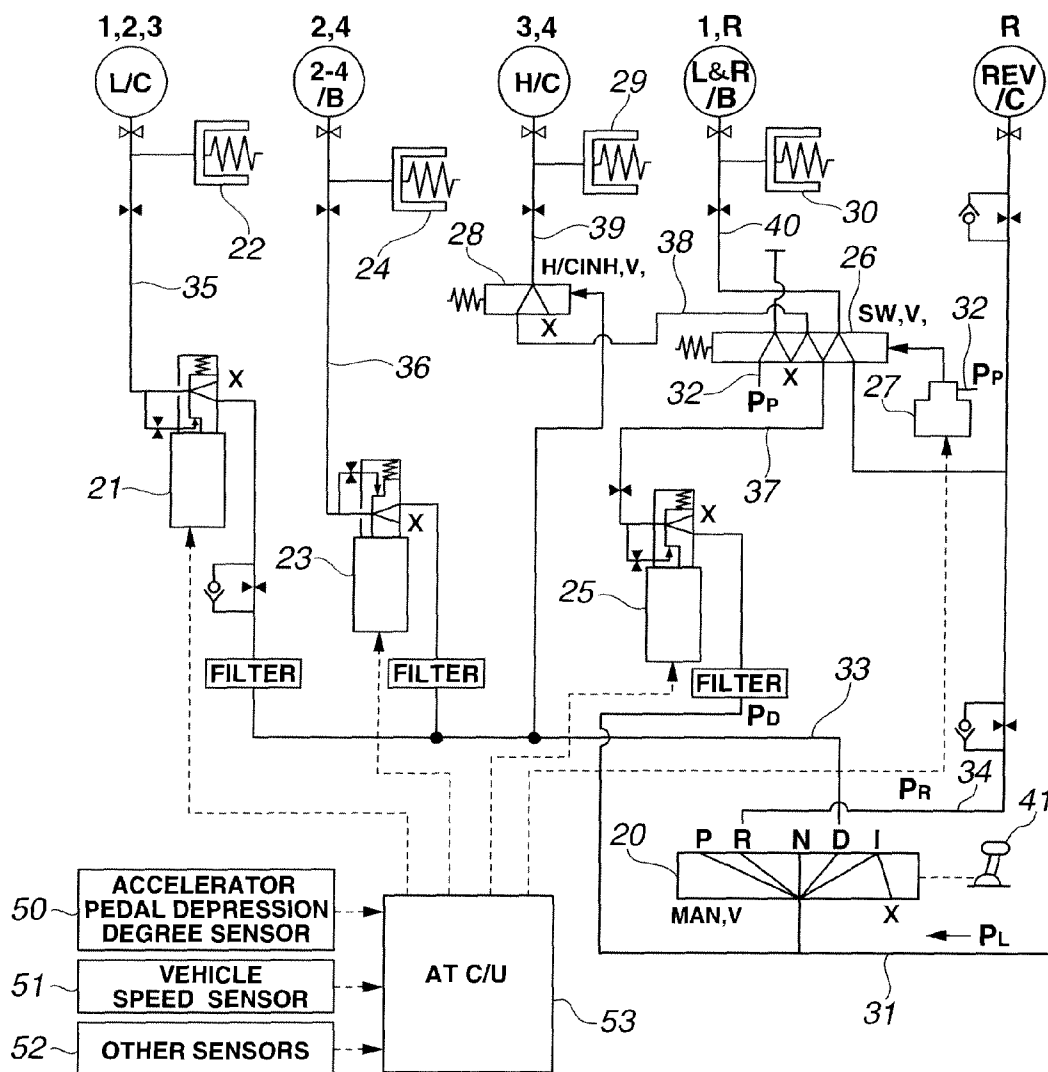 1,2,3 2,4 3,4 1,R R
L/C
2-4
/B
H/C
L&R
/B
REV
/C
29
22
24
28
39
30
40
38
26
H/CINH,V,
SW,V,
32
PP
35
X
36
X
32
PP
X
27
21
X
37
X
23
25
FILTER
FILTER
FILTER
PD
33
PR
34
41
20
P R N D I
MAN,V
X
PL
31
50
ACCELERATOR
PEDAL DEPRESSION
DEGREE SENSOR
51
VEHICLE
SPEED SENSOR
52
OTHER SENSORS
AT C/U
53